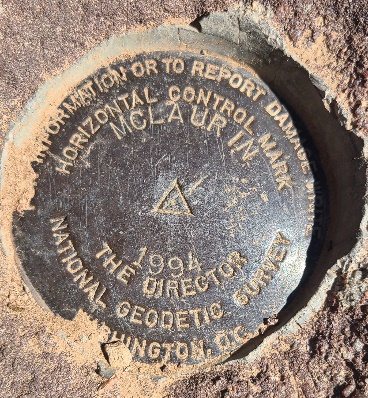 INFORMATION OR TO REPORT DAMAGE
HORIZONTAL CONTROL MARK
MCLAURIN
1994
THE DIRECTOR
NATIONAL GEODETIC SURVEY
WASHINGTON, D.C.